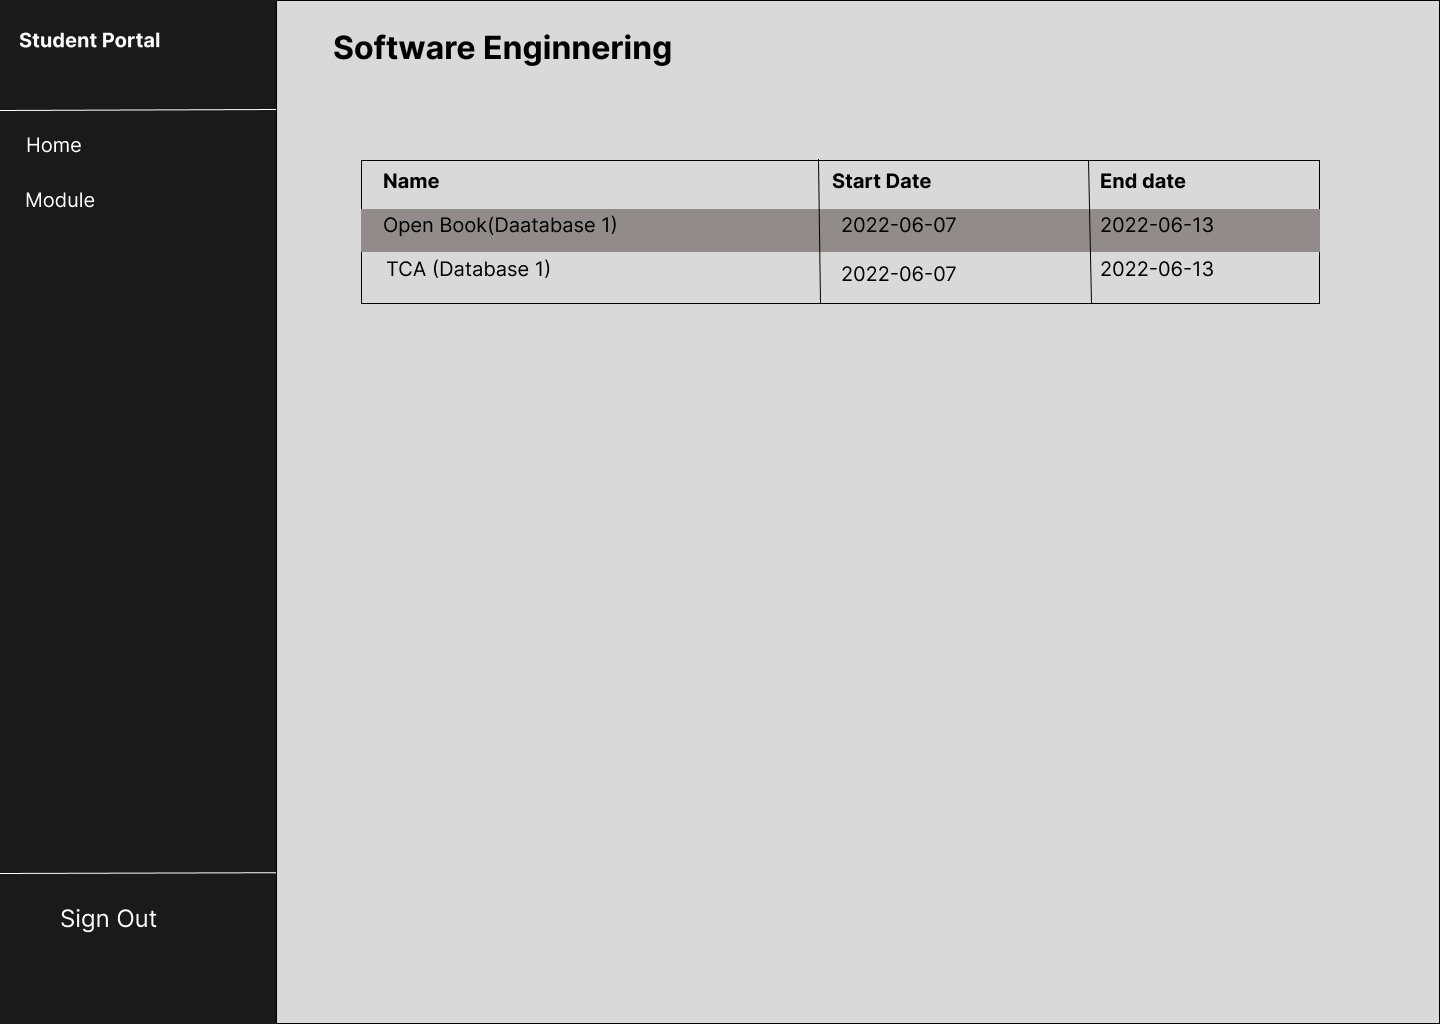 Student Portal
Home
Module
Sign Out
Software Enginnering
Name Start Date End date
Open Book(Daatabase 1) 2022-06-07 2022-06-13
TCA (Database 1) 2022-06-07 2022-06-13